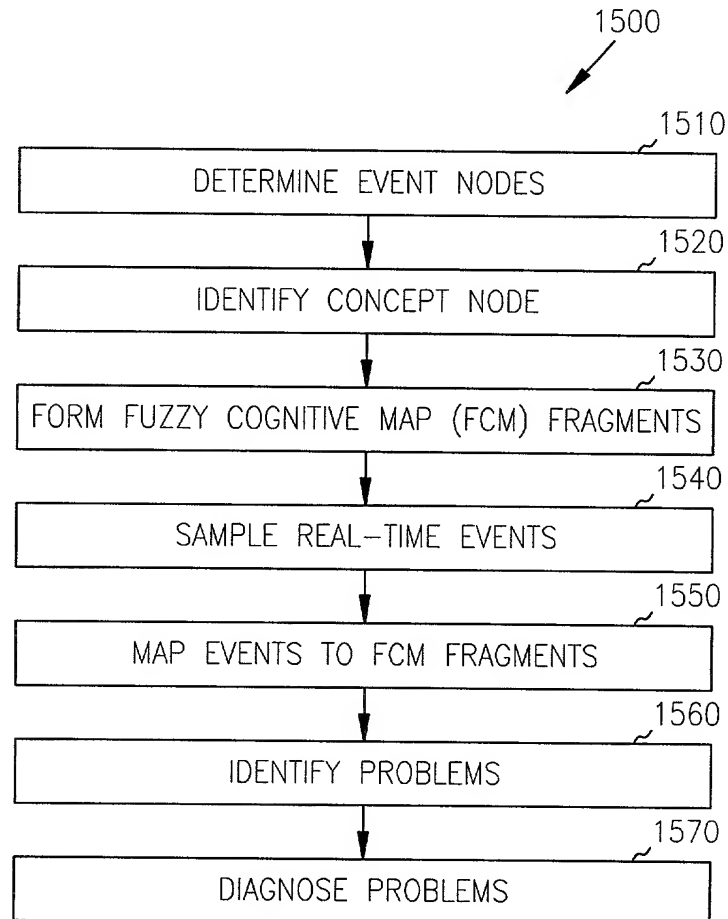 1500
1510
DETERMINE EVENT NODES
1520
IDENTIFY CONCEPT NODE
1530
FORM FUZZY COGNITIVE MAP (FCM) FRAGMENTS
1540
SAMPLE REAL-TIME EVENTS
1550
MAP EVENTS TO FCM FRAGMENTS
1560
IDENTIFY PROBLEMS
1570
DIAGNOSE PROBLEMS